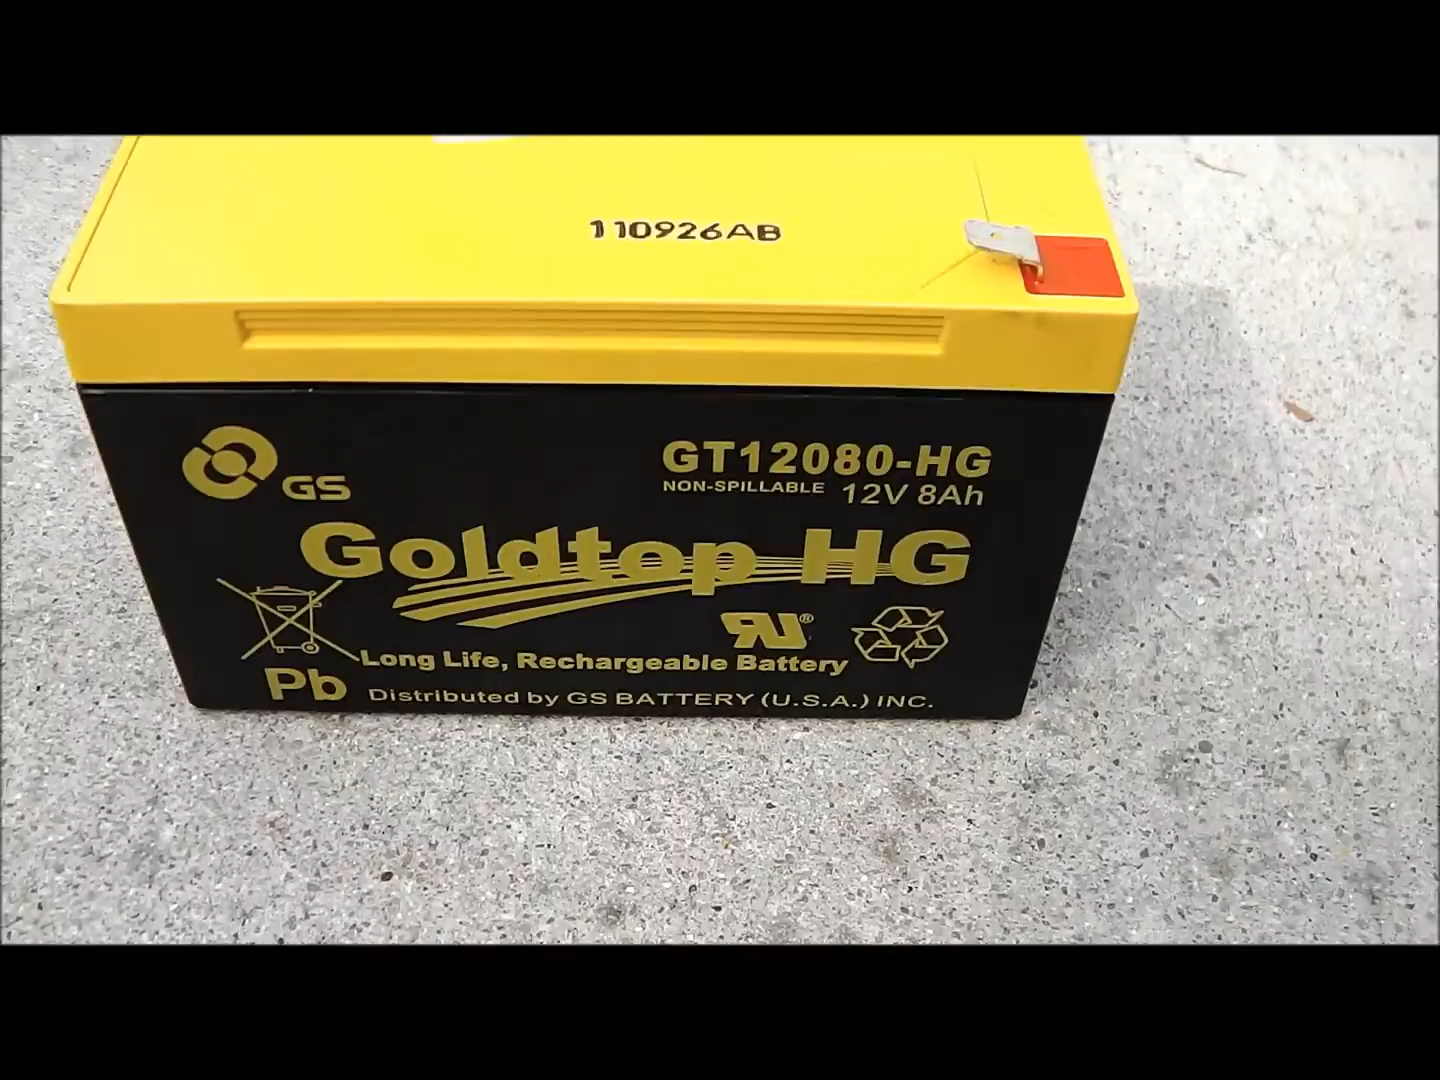 110926AB
GS
GT12080-HG
NON-SPILLABLE 12V 8Ah
Goldtop HG
RU®
Long Life, Rechargeable Battery
Pb
Distributed by GS BATTERY (U.S.A.) INC.